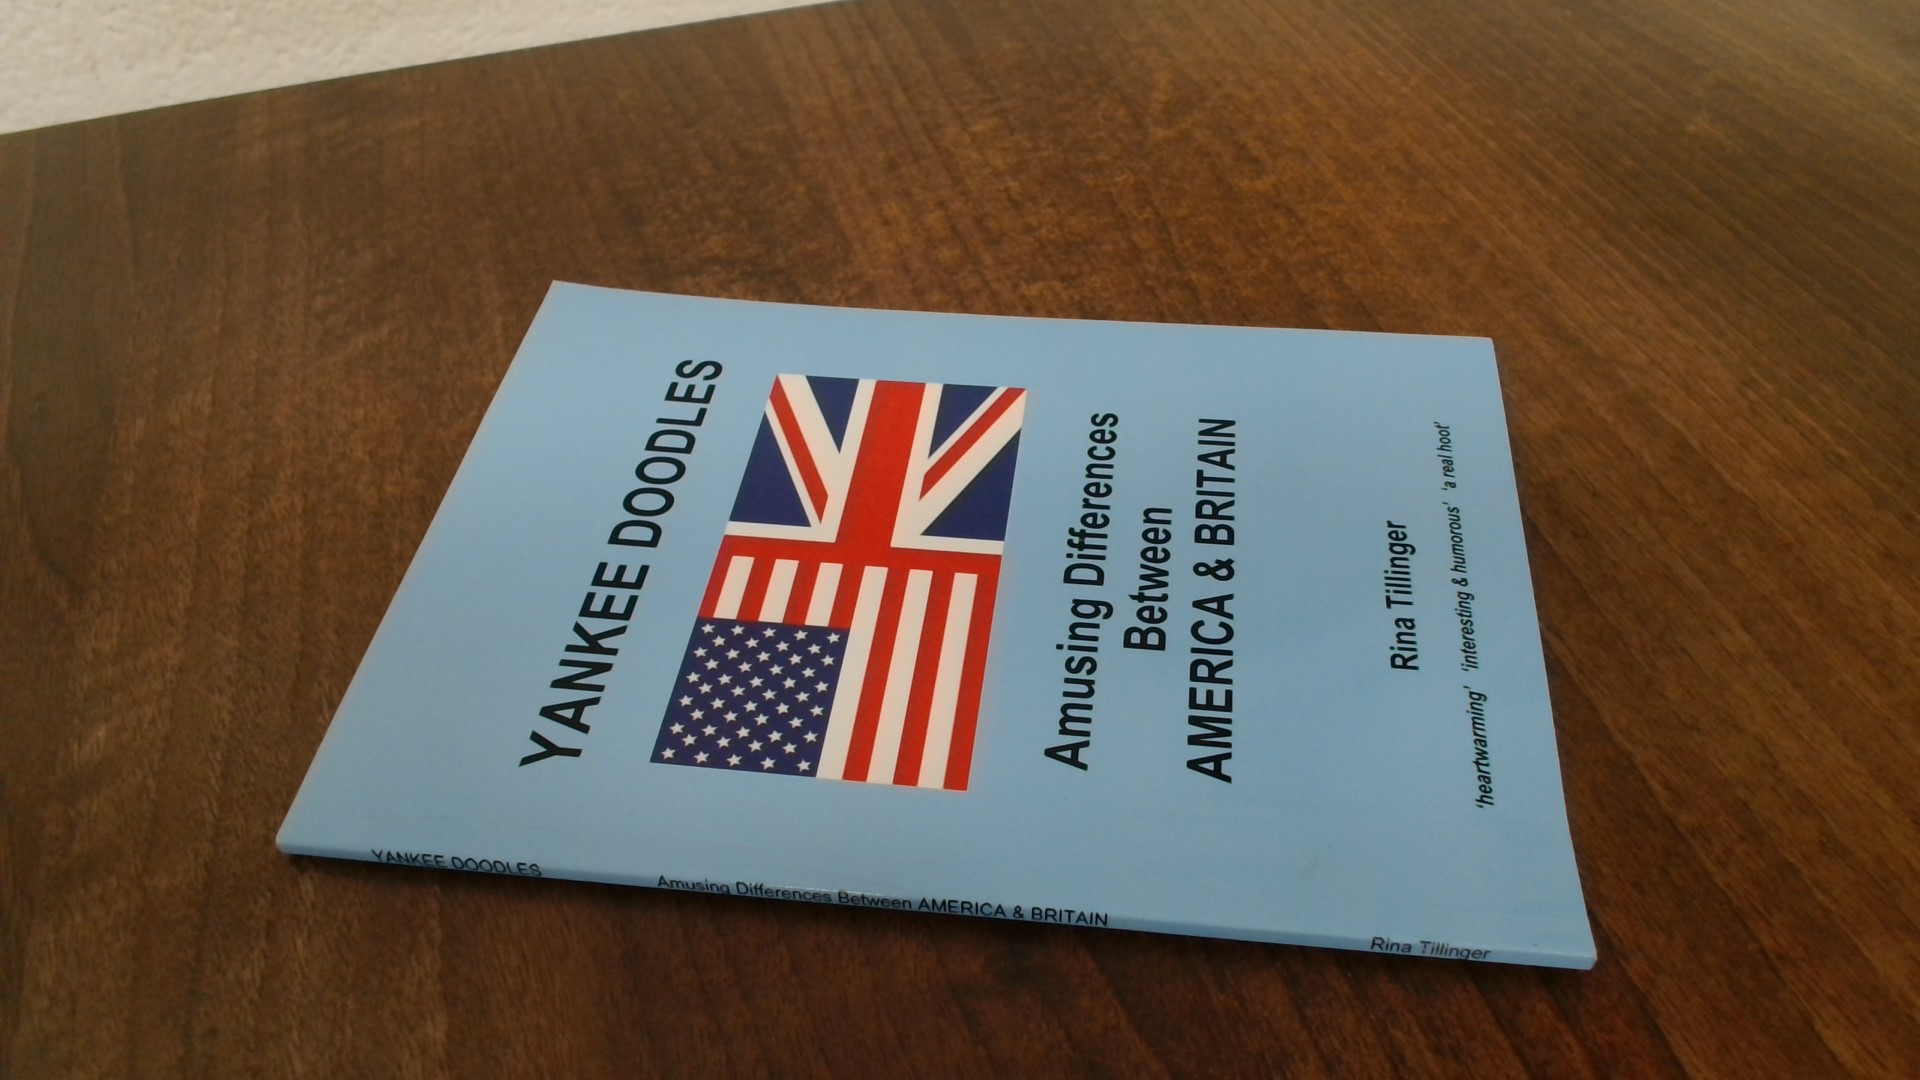 YANKEE DOODLES
Amusing Differences
Between
AMERICA & BRITAIN
Rina Tillinger
'heartwarming' 'interesting & humorous' 'a real hoot'
YANKEE DOODLES Amusing Differences Between AMERICA & BRITAIN Rina Tillinger